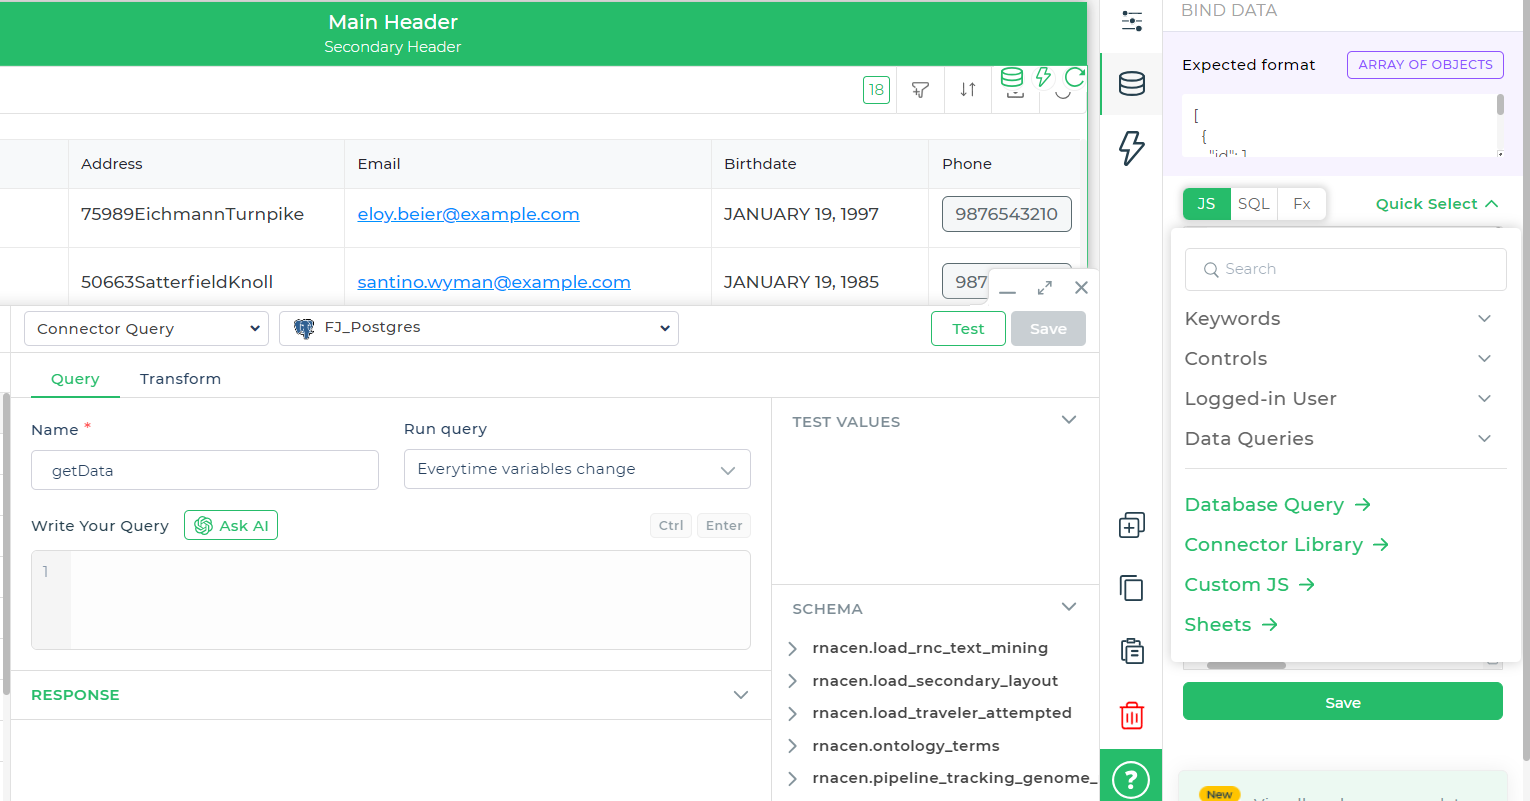 Main Header
Secondary Header
18
Address Email Birthdate Phone
75989EichmannTurnpike eloy.beier@example.com JANUARY 19, 1997 9876543210
50663SatterfieldKnoll santino.wyman@example.com JANUARY 19, 1985 987
Connector Query FJ_Postgres Test Save
Query Transform
Name * Run query
getData Everytime variables change
Write Your Query Ask AI Ctrl Enter
1
RESPONSE
TEST VALUES
SCHEMA
rnacen.load_rnc_text_mining
rnacen.load_secondary_layout
rnacen.load_traveler_attempted
rnacen.ontology_terms
rnacen.pipeline_tracking_genome_
?
BIND DATA
Expected format ARRAY OF OBJECTS
[
{
"id": 1
JS SQL Fx Quick Select
Search
Keywords
Controls
Logged-in User
Data Queries
Database Query →
Connector Library →
Custom JS →
Sheets →
Save
New